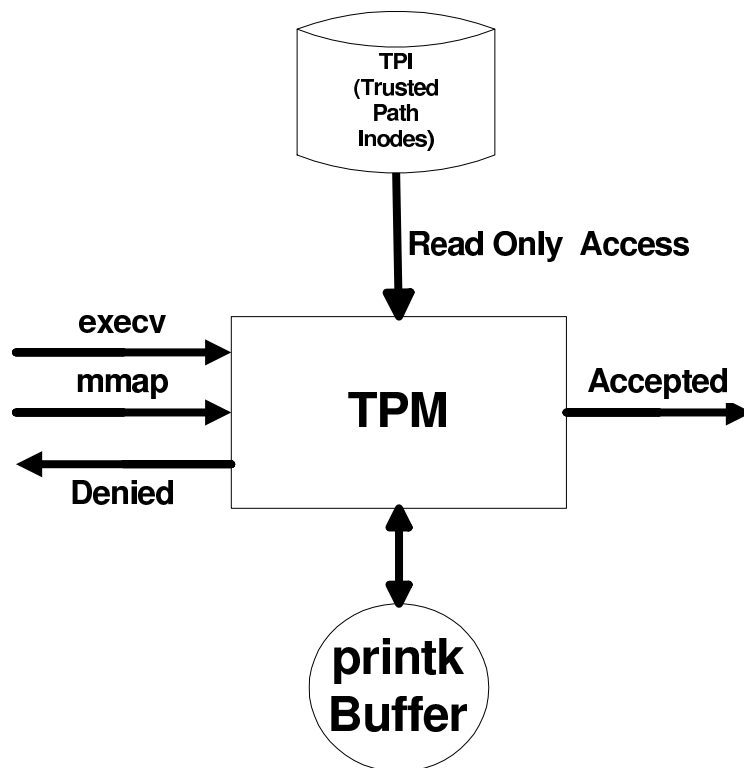 TPI
(Trusted
Path
Inodes)
Read Only Access
execv
mmap
Denied
TPM
Accepted
printk
Buffer